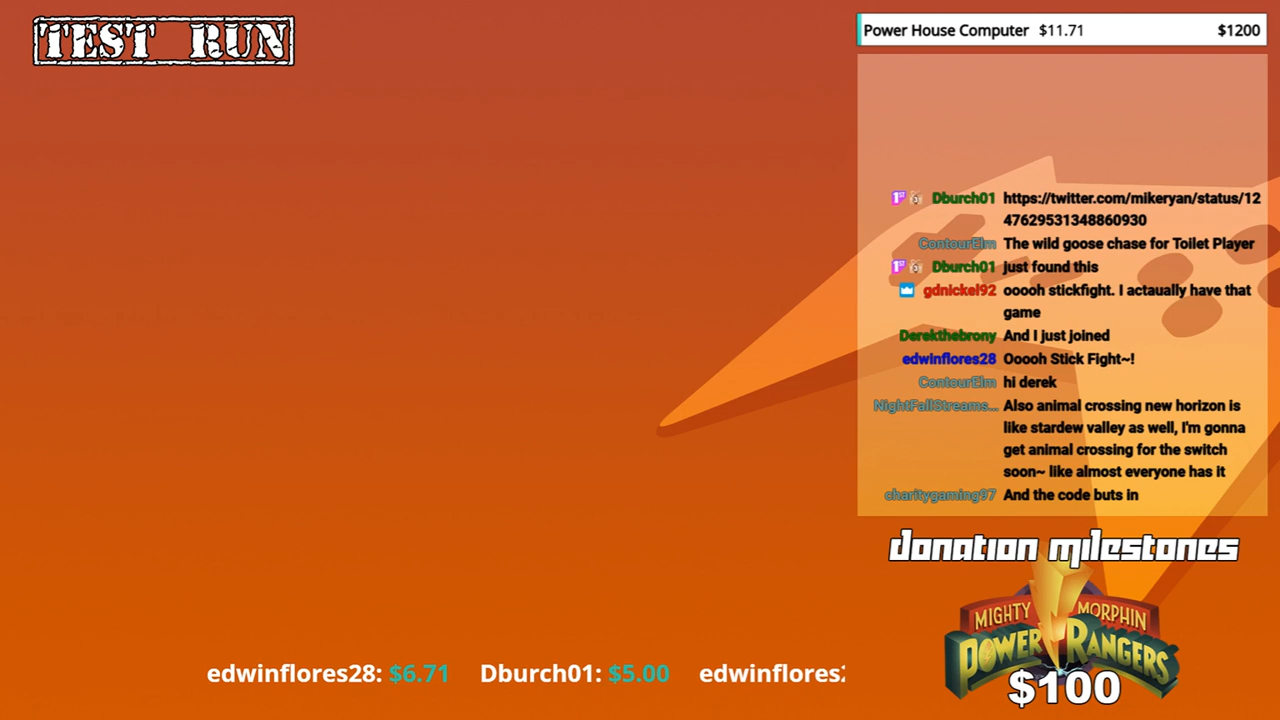 TEST RUN
Power House Computer $11.71 $1200
Dburch01 https://twitter.com/mikeryan/status/12
47629531348860930
ContourElm The wild goose chase for Toilet Player
Dburch01 just found this
gdnickel92 ooooh stickfight. I actaually have that
game
Derekthebrony And I just joined
edwinflores28 Ooooh Stick Fight~!
ContourElm hi derek
NightFallStreams... Also animal crossing new horizon is
like stardew valley as well, I'm gonna
get animal crossing for the switch
soon~ like almost everyone has it
charitygaming97 And the code buts in
donation milestones
MIGHTY MORPHIN
POWER RANGERS
$100
edwinflores28: $6.71 Dburch01: $5.00 edwinflores2